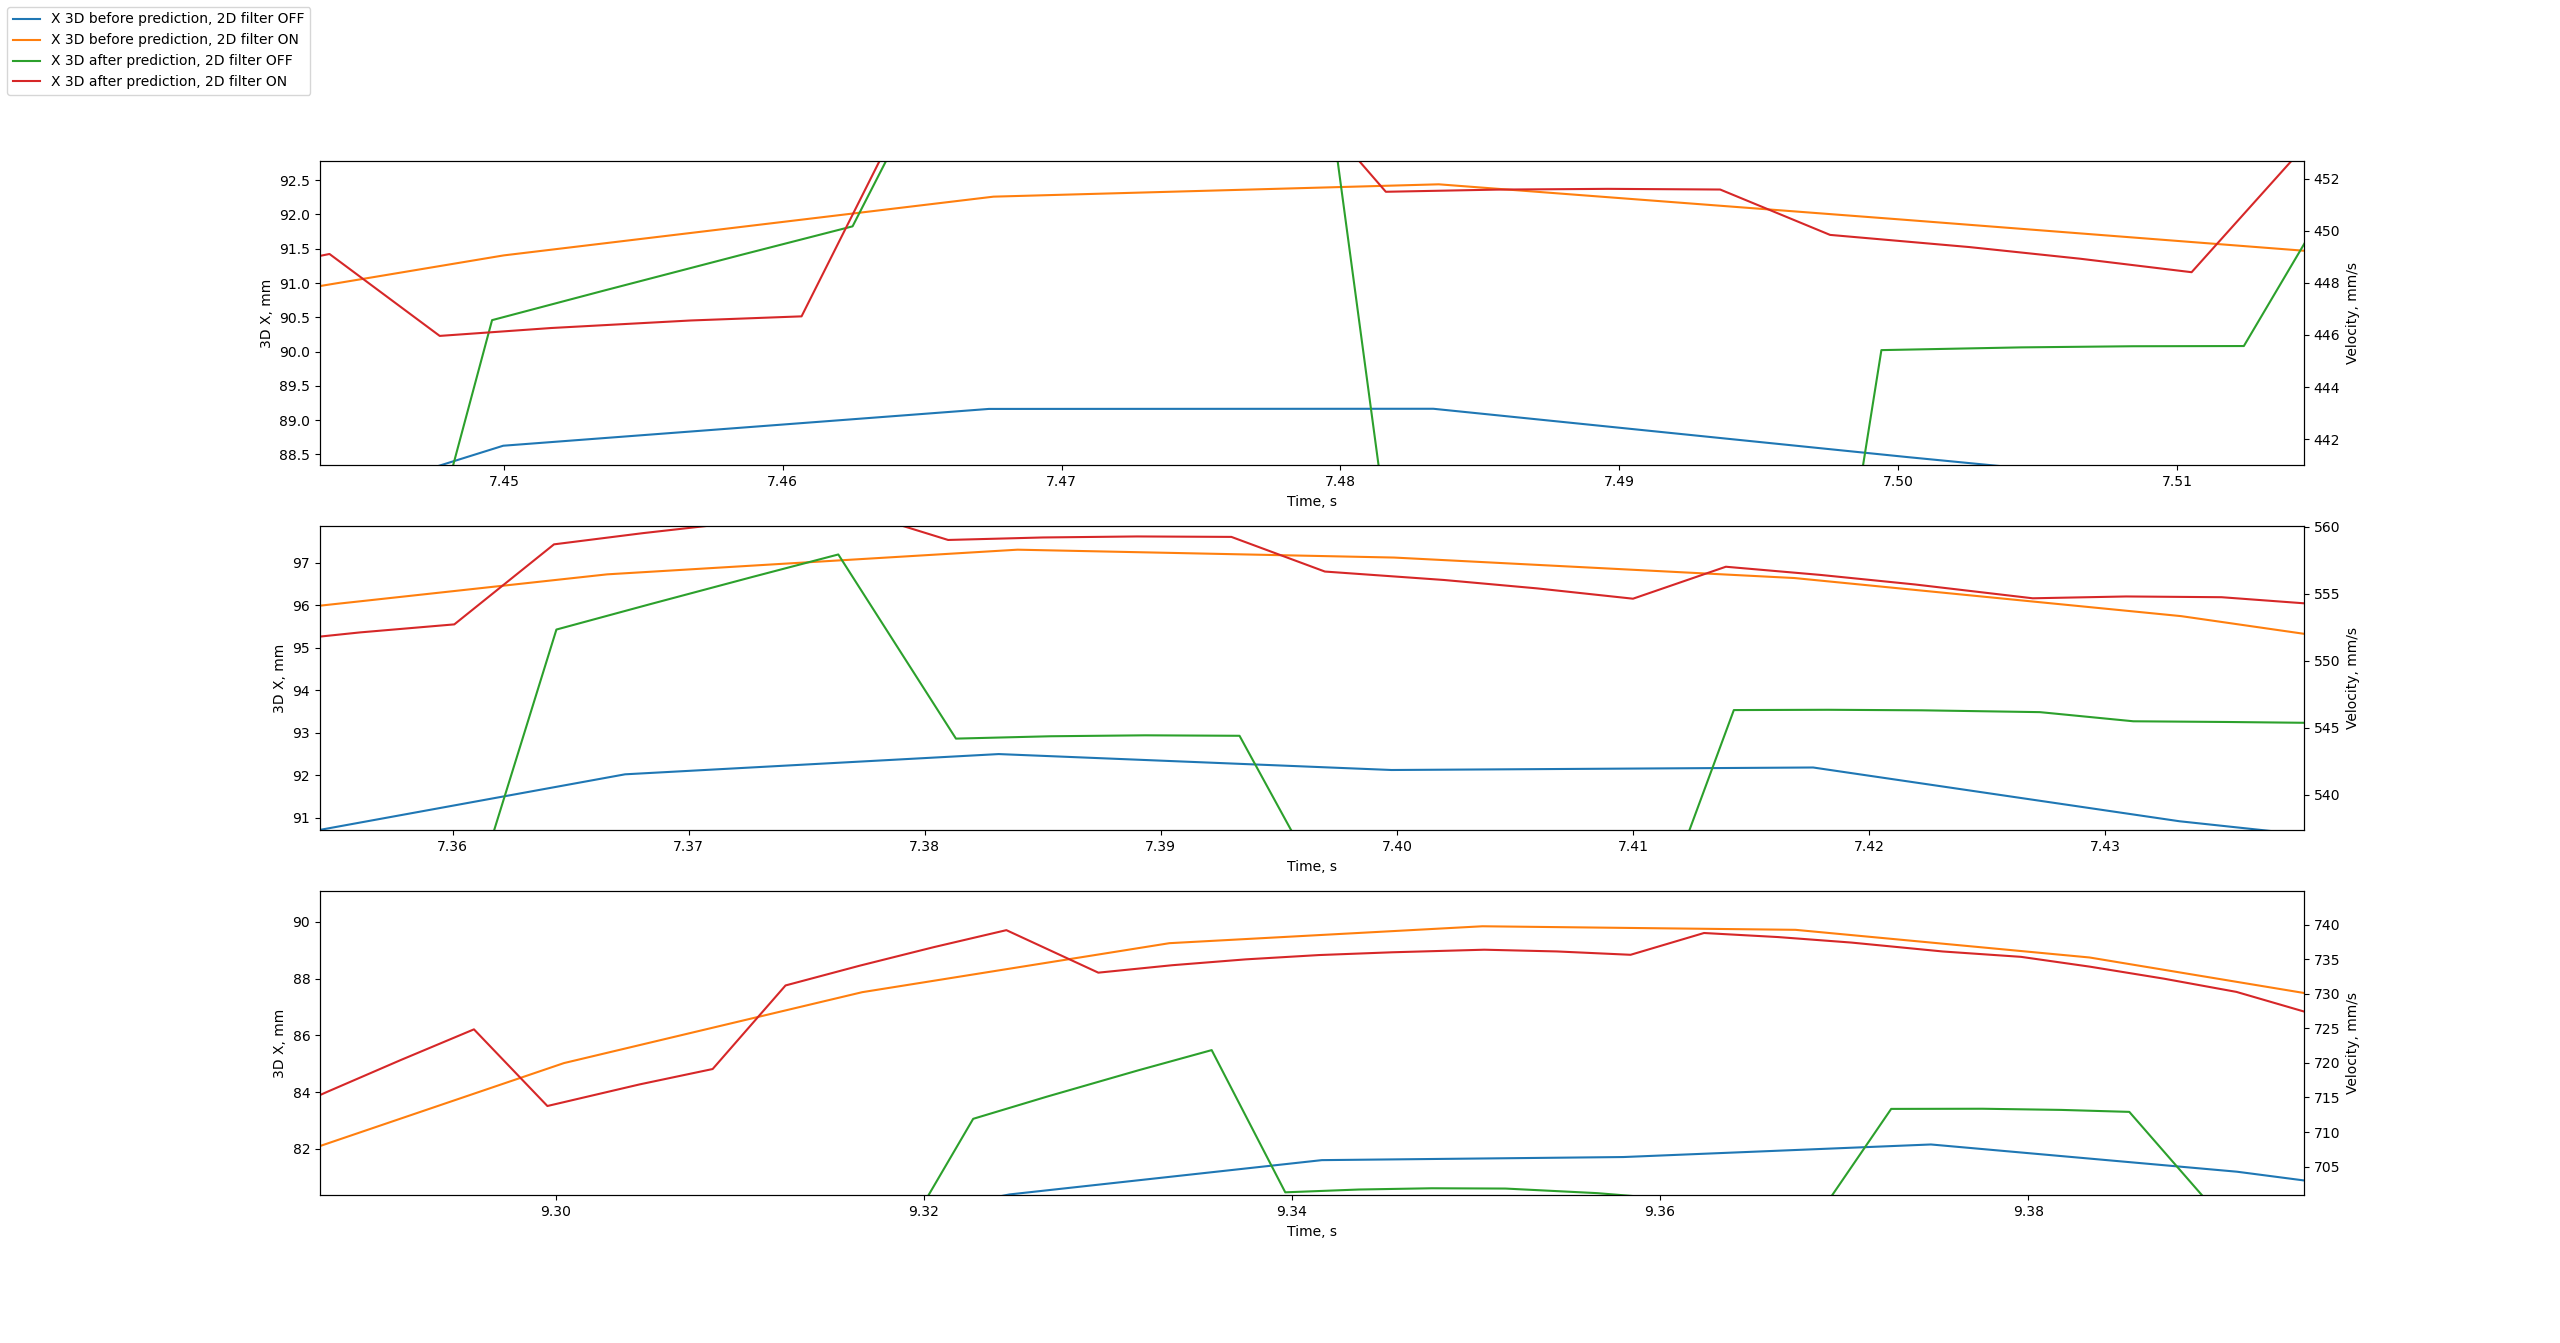 X 3D before prediction, 2D filter OFF
X 3D before prediction, 2D filter ON
X 3D after prediction, 2D filter OFF
X 3D after prediction, 2D filter ON
92.5
92.0
91.5
91.0
90.5
90.0
89.5
89.0
88.5
3D X, mm
452
450
448
446
444
442
Velocity, mm/s
7.45 7.46 7.47 7.48 7.49 7.50 7.51
Time, s
97
96
95
94
93
92
91
3D X, mm
560
555
550
545
540
Velocity, mm/s
7.36 7.37 7.38 7.39 7.40 7.41 7.42 7.43
Time, s
90
88
86
84
82
3D X, mm
740
735
730
725
720
715
710
705
Velocity, mm/s
9.30 9.32 9.34 9.36 9.38
Time, s